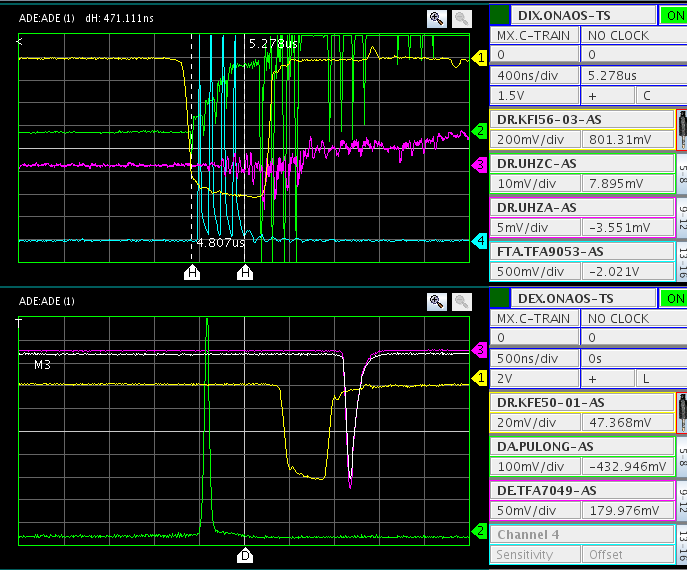 ADE:ADE (1) dH: 471.111ns
5.278us
4.807us
1
2
3
4
H H
DIX.ONAOS-TS ON
MX.C-TRAIN NO CLOCK
0 0
400ns/div 5.278us
1.5V + C
DR.KFI56-03-AS
200mV/div 801.31mV
DR.UHZC-AS
10mV/div 7.895mV
5-8
DR.UHZA-AS
5mV/div -3.551mV
9-12
FTA.TFA9053-AS
500mV/div -2.021V
13-16
ADE:ADE (1)
M3
3
1
2
D
DEX.ONAOS-TS ON
MX.C-TRAIN NO CLOCK
0 0
500ns/div 0s
2V + L
DR.KFE50-01-AS
20mV/div 47.368mV
DA.PULONG-AS
100mV/div -432.946mV
5-8
DE.TFA7049-AS
50mV/div 179.976mV
9-12
Channel 4
Sensitivity Offset
13-16